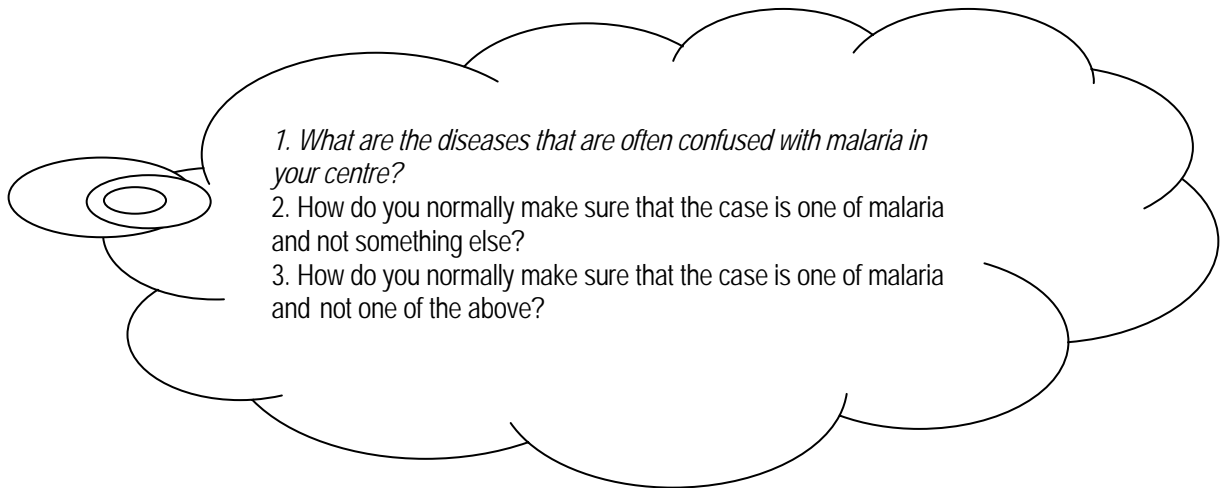 1. What are the diseases that are often confused with malaria in
your centre?
2. How do you normally make sure that the case is one of malaria
and not something else?
3. How do you normally make sure that the case is one of malaria
and not one of the above?